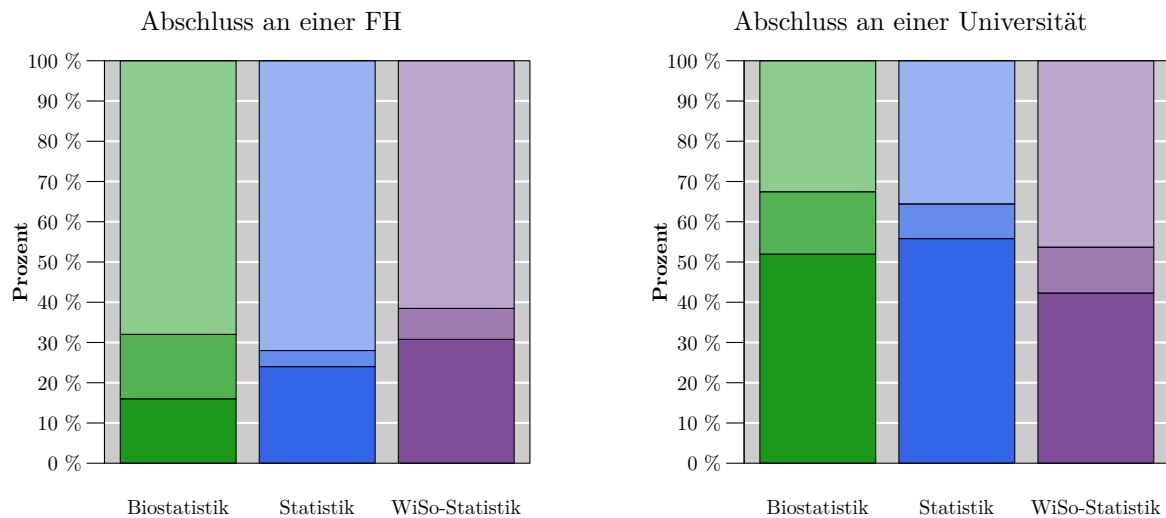 Abschluss an einer FH
100 %
90 %
80 %
70 %
60 %
50 %
40 %
30 %
20 %
10 %
0 %
Prozent
Biostatistik
Statistik
WiSo-Statistik
Abschluss an einer Universität
100 %
90 %
80 %
70 %
60 %
50 %
40 %
30 %
20 %
10 %
0 %
Prozent
Biostatistik
Statistik
WiSo-Statistik